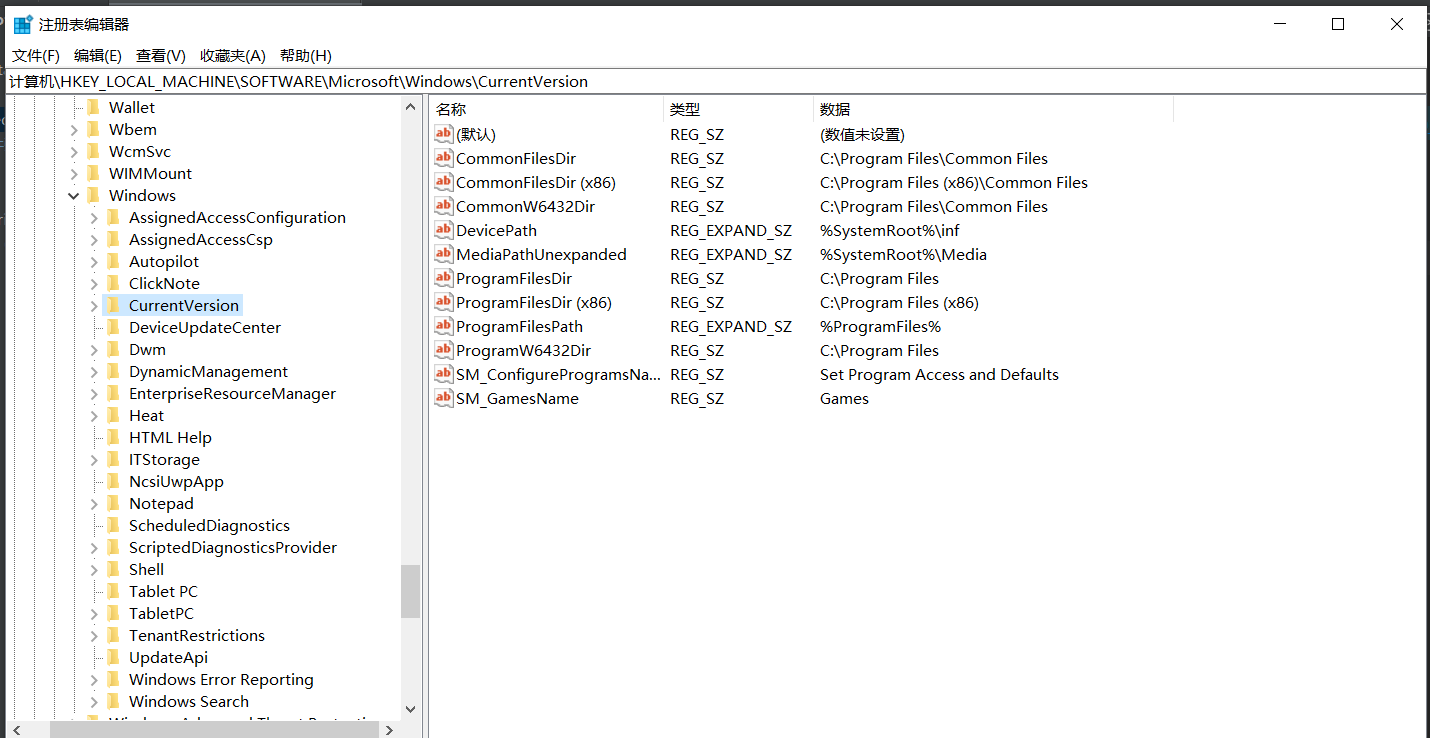 注册表编辑器
文件(F) 编辑(E) 查看(V) 收藏夹(A) 帮助(H)
计算机\HKEY_LOCAL_MACHINE\SOFTWARE\Microsoft\Windows\CurrentVersion
Wallet
Wbem
WcmSvc
WIMMount
Windows
AssignedAccessConfiguration
AssignedAccessCsp
Autopilot
ClickNote
CurrentVersion
DeviceUpdateCenter
Dwm
DynamicManagement
EnterpriseResourceManager
Heat
HTML Help
ITStorage
NcsiUwpApp
Notepad
ScheduledDiagnostics
ScriptedDiagnosticsProvider
Shell
Tablet PC
TabletPC
TenantRestrictions
UpdateApi
Windows Error Reporting
Windows Search
名称 类型 数据
(默认) REG_SZ (数值未设置)
CommonFilesDir REG_SZ C:\Program Files\Common Files
CommonFilesDir (x86) REG_SZ C:\Program Files (x86)\Common Files
CommonW6432Dir REG_SZ C:\Program Files\Common Files
DevicePath REG_EXPAND_SZ %SystemRoot%\inf
MediaPathUnexpanded REG_EXPAND_SZ %SystemRoot%\Media
ProgramFilesDir REG_SZ C:\Program Files
ProgramFilesDir (x86) REG_SZ C:\Program Files (x86)
ProgramFilesPath REG_EXPAND_SZ %ProgramFiles%
ProgramW6432Dir REG_SZ C:\Program Files
SM_ConfigureProgramsNa... REG_SZ Set Program Access and Defaults
SM_GamesName REG_SZ Games